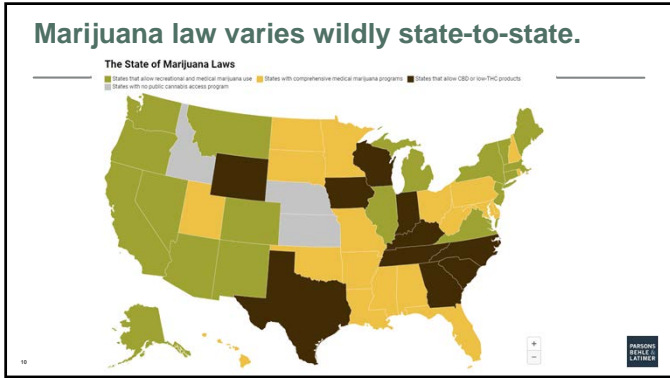 Marijuana law varies wildly state-to-state.
The State of Marijuana Laws
States that allow recreational and medical marijuana use States with comprehensive medical marijuana programs States that allow CBD or low-THC products
States with no public cannabis access program
+
−
10
PARSONS
BEHLE &
LATIMER